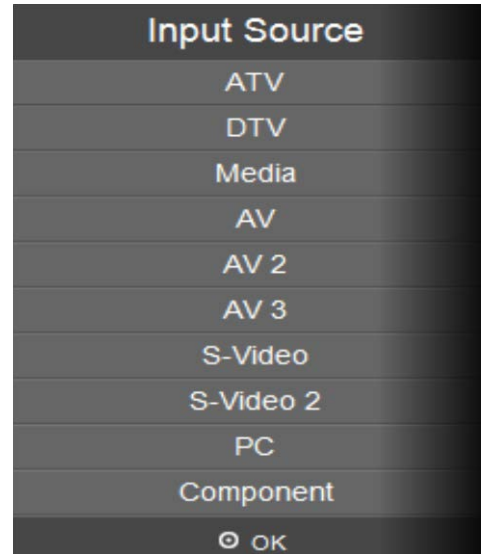 Input Source
ATV
DTV
Media
AV
AV 2
AV 3
S-Video
S-Video 2
PC
Component
OK